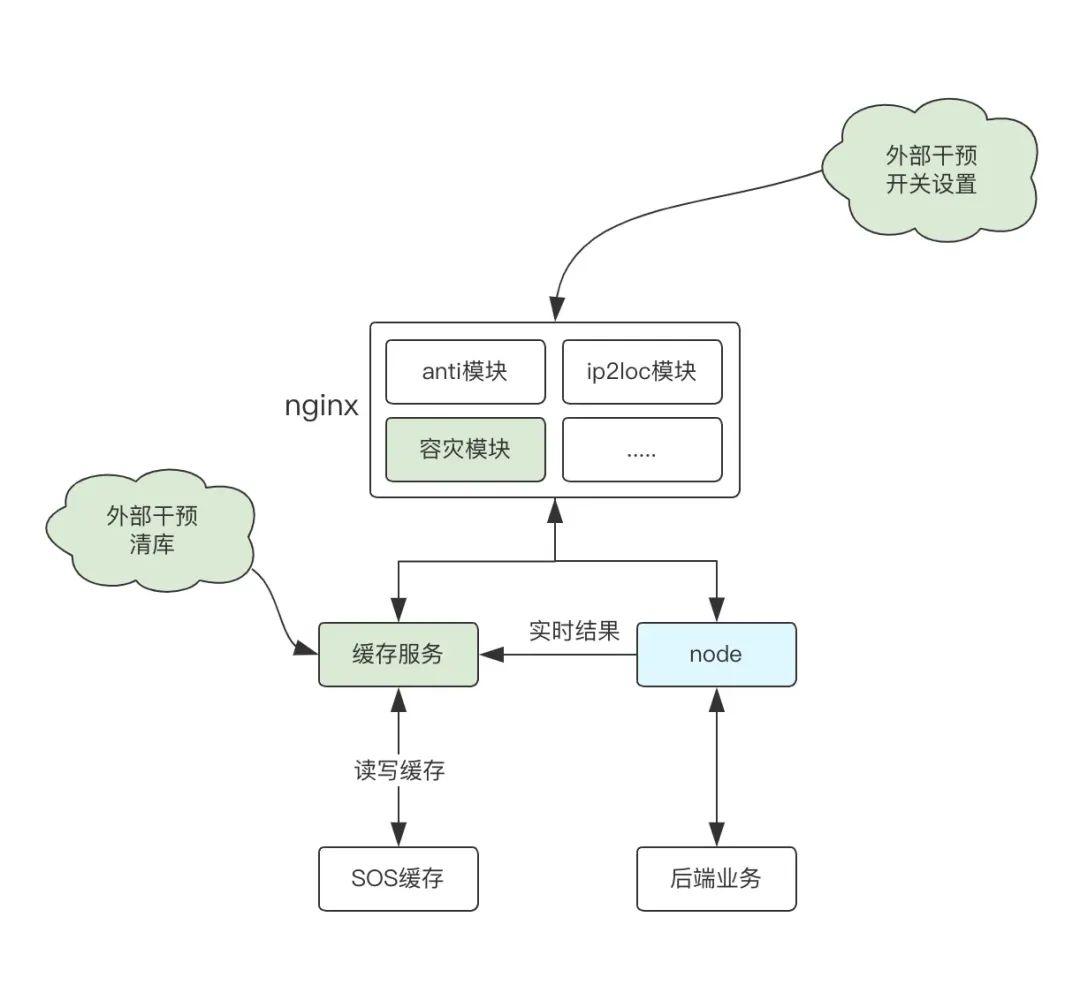 外部干预
开关设置
anti模块
ip2loc模块
nginx
容灾模块
.....
外部干预
清库
实时结果
缓存服务
node
读写缓存
SOS缓存
后端业务